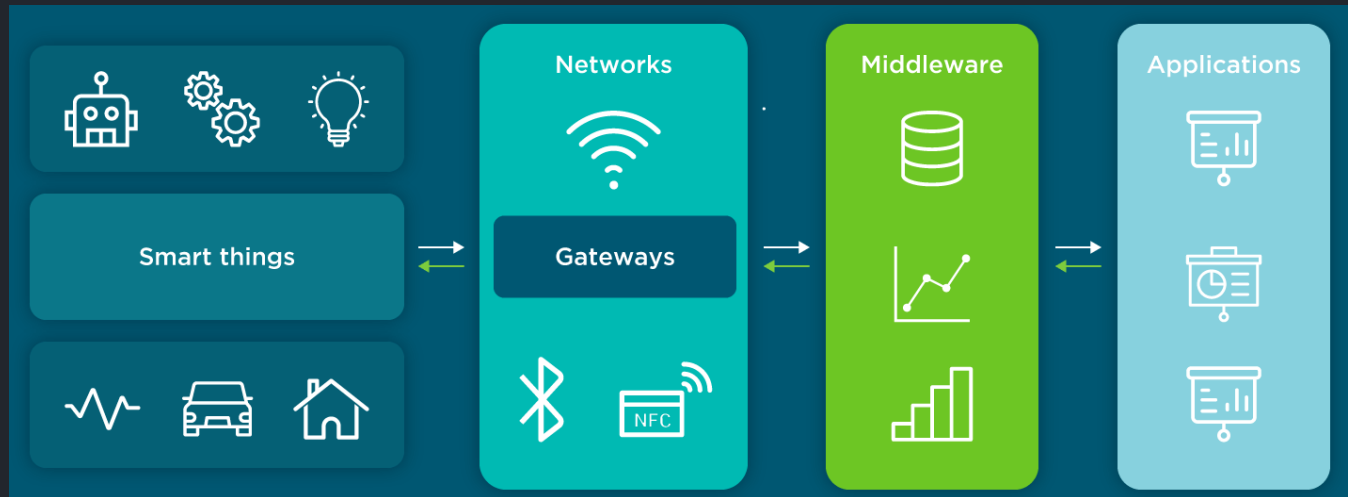 Smart things
Networks
Gateways
NFC
Middleware
Applications